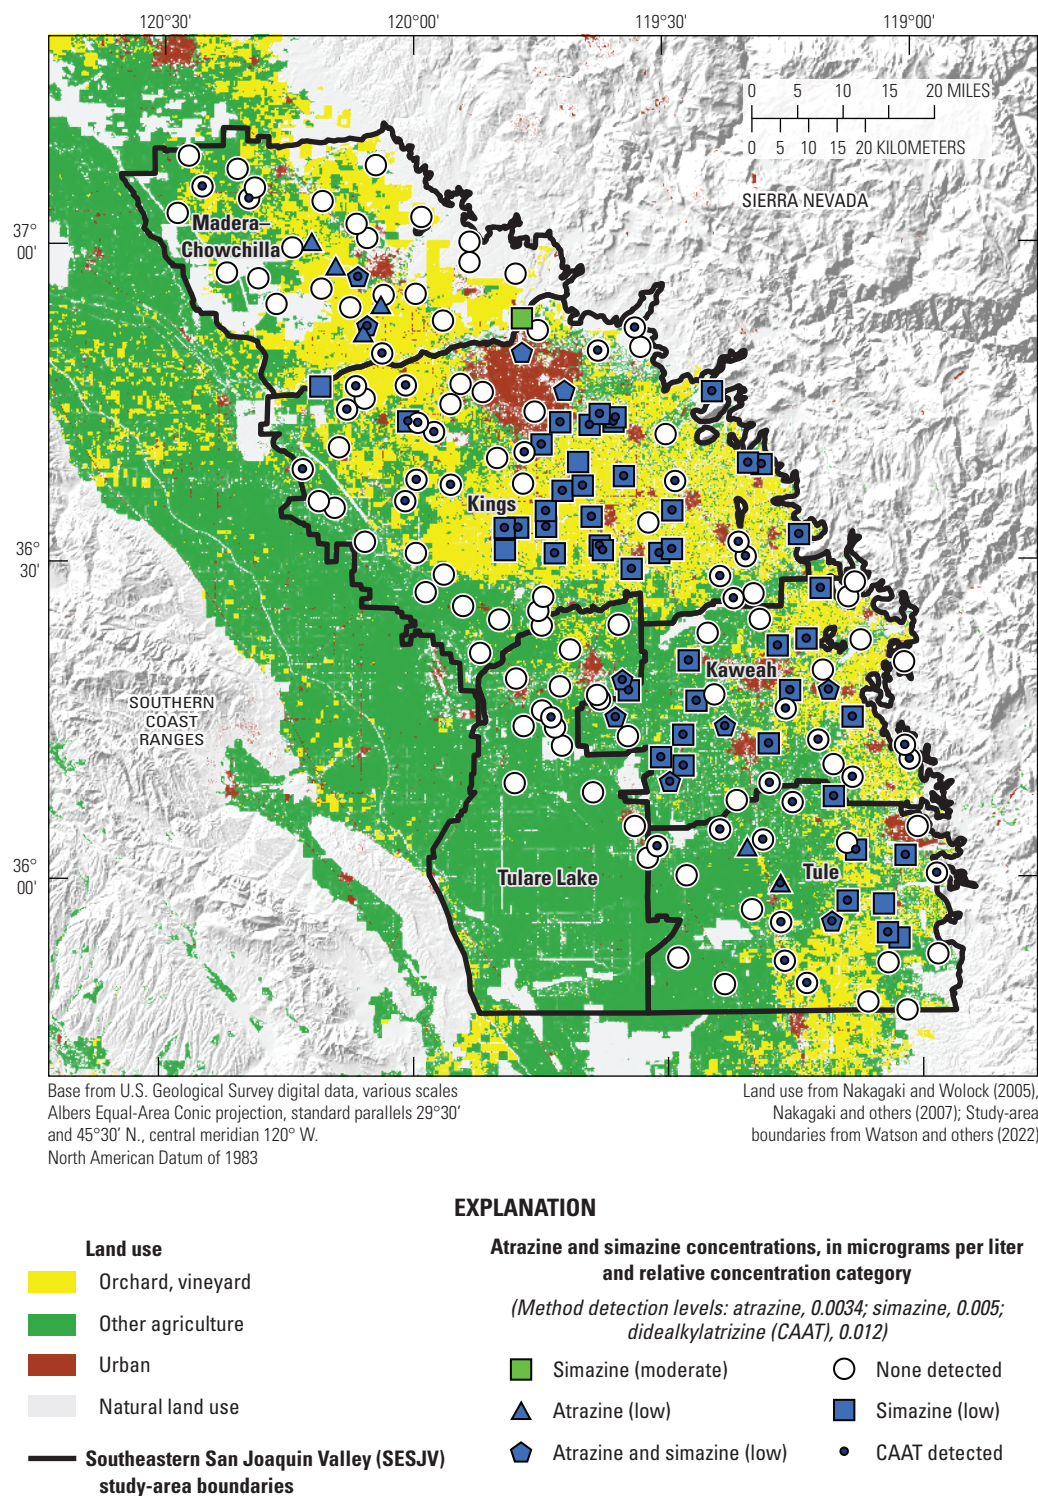 120°30'
120°00'
119°30'
119°00'
0 5 10 15 20 MILES
0 5 10 15 20 KILOMETERS
SIERRA NEVADA
37°
00'
Madera–
Chowchilla
Kings
36°
30'
Kaweah
SOUTHERN
COAST
RANGES
36°
00'
Tulare Lake
Tule
Base from U.S. Geological Survey digital data, various scales
Albers Equal-Area Conic projection, standard parallels 29°30'
and 45°30' N., central meridian 120° W.
North American Datum of 1983
Land use from Nakagaki and Wolock (2005),
Nakagaki and others (2007); Study-area
boundaries from Watson and others (2022)
EXPLANATION
Land use
Orchard, vineyard
Other agriculture
Urban
Natural land use
Southeastern San Joaquin Valley (SESJV)
study-area boundaries
Atrazine and simazine concentrations, in micrograms per liter
and relative concentration category
(Method detection levels: atrazine, 0.0034; simazine, 0.005;
didealkylatrizine (CAAT), 0.012)
Simazine (moderate)
Atrazine (low)
Atrazine and simazine (low)
None detected
Simazine (low)
CAAT detected